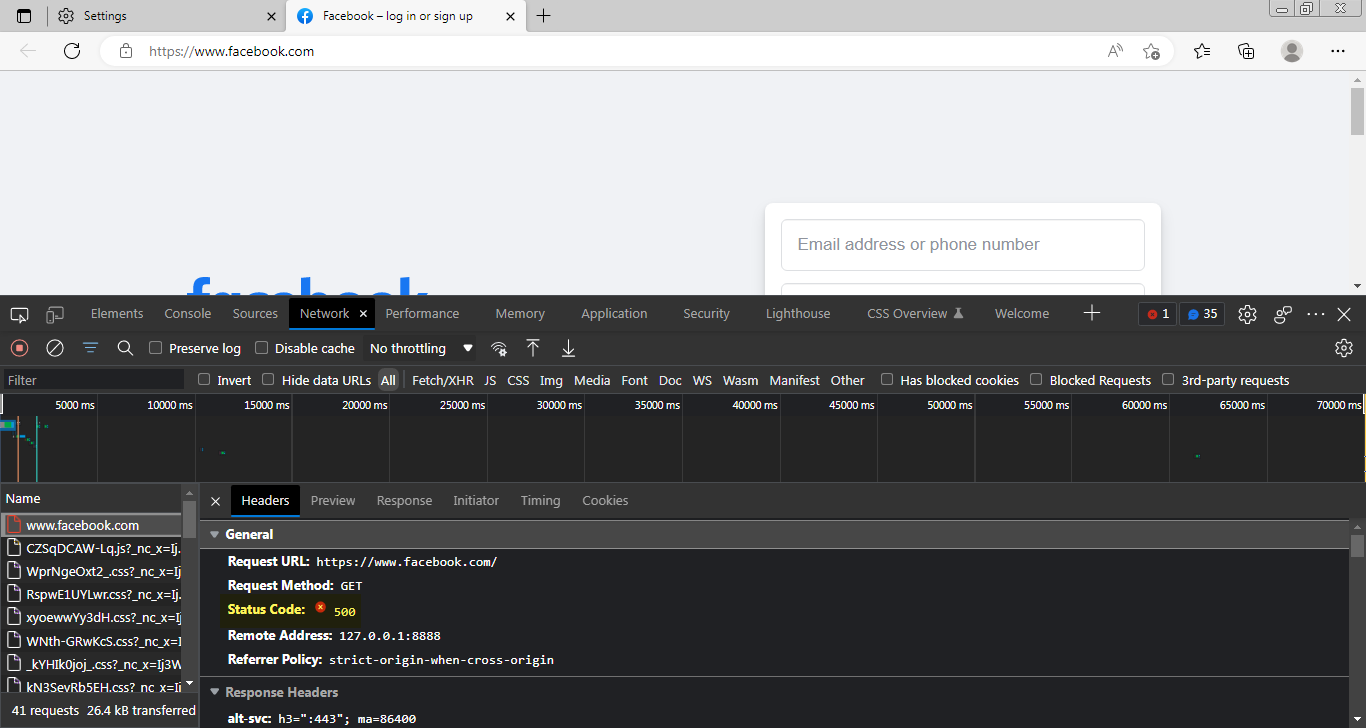 Settings
Facebook – log in or sign up
https://www.facebook.com
Email address or phone number
facebook
Elements Console Sources Network Performance Memory Application Security Lighthouse CSS Overview Welcome 1 35
Preserve log Disable cache No throttling
Filter Invert Hide data URLs All Fetch/XHR JS CSS Img Media Font Doc WS Wasm Manifest Other Has blocked cookies Blocked Requests 3rd-party requests
5000 ms 10000 ms 15000 ms 20000 ms 25000 ms 30000 ms 35000 ms 40000 ms 45000 ms 50000 ms 55000 ms 60000 ms 65000 ms 70000 ms
Name
www.facebook.com
CZSqDCAW-Lq.js?_nc_x=Ij.
WprNgeOxt2_.css?_nc_x=Ij
RspwE1UYLwr.css?_nc_x=Ij.
xyoewwYy3dH.css?_nc_x=Ij
WNth-GRwKcS.css?_nc_x=Ij
_kYHIk0joj_.css?_nc_x=Ij3W
kN3SevRb5EH.css?_nc_x=Ij
41 requests 26.4 kB transferred
Headers Preview Response Initiator Timing Cookies
General
Request URL: https://www.facebook.com/
Request Method: GET
Status Code: 500
Remote Address: 127.0.0.1:8888
Referrer Policy: strict-origin-when-cross-origin
Response Headers
alt-svc: h3=":443"; ma=86400